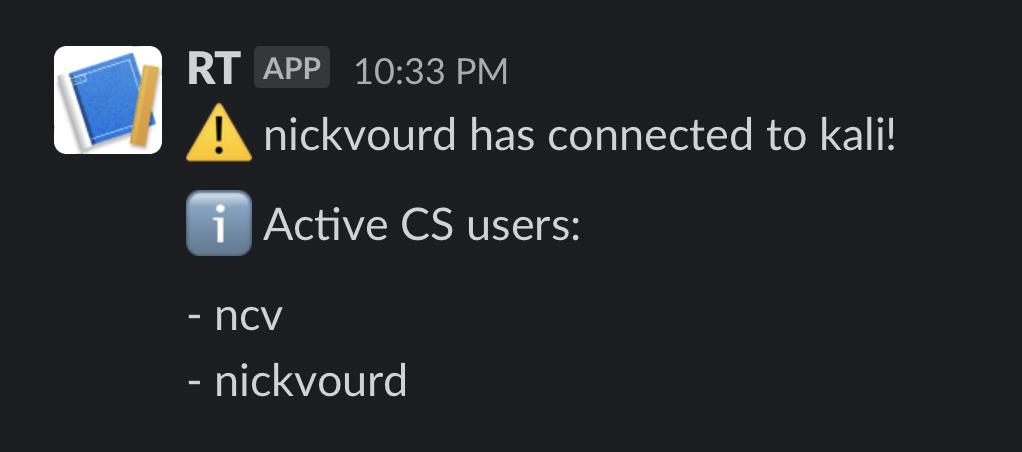 RT APP 10:33 PM
⚠️ nickvourd has connected to kali!
ℹ️ Active CS users:
- ncv
- nickvourd